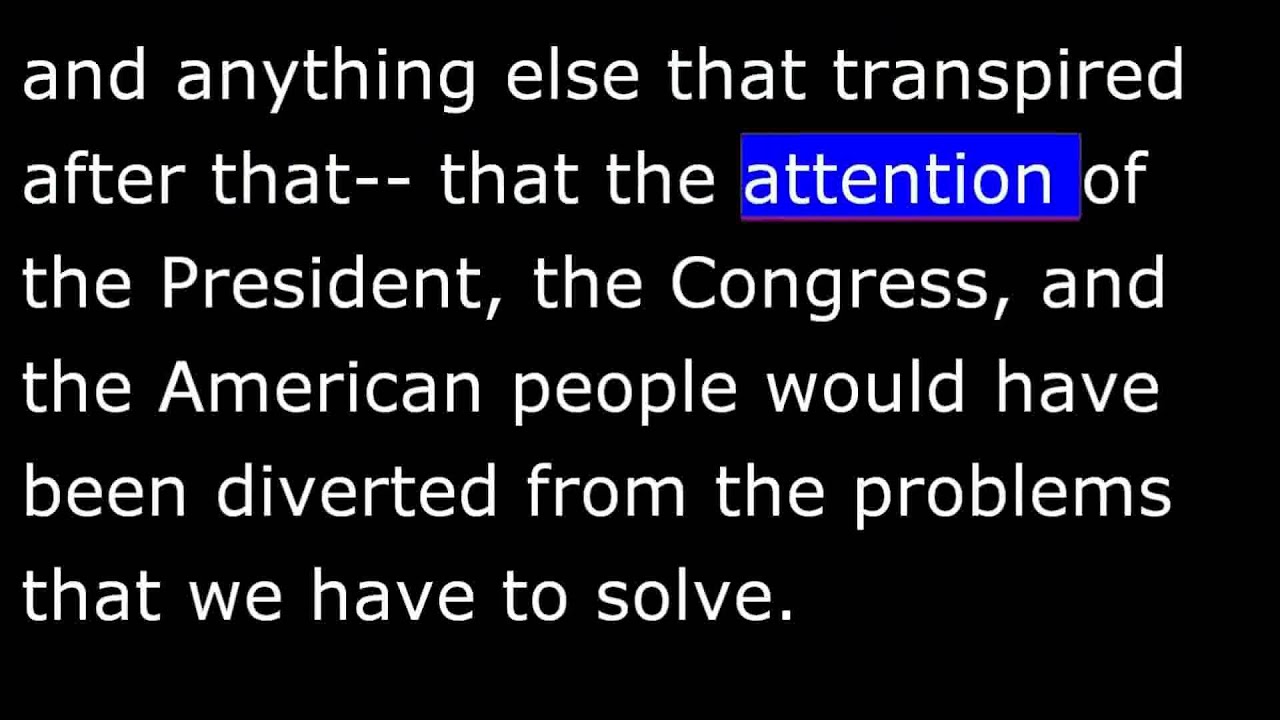 and anything else that transpired
after that-- that the attention of
the President, the Congress, and
the American people would have
been diverted from the problems
that we have to solve.